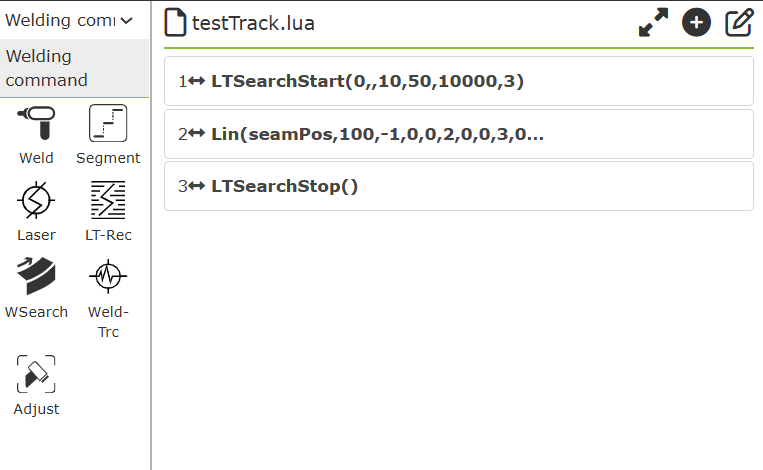 Welding com
Welding
command
Weld
Segment
Laser
LT-Rec
WSearch
Weld-
Trc
Adjust
testTrack.lua
1 LTSearchStart(0,,10,50,10000,3)
2 Lin(seamPos,100,-1,0,0,2,0,0,3,0...
3 LTSearchStop()